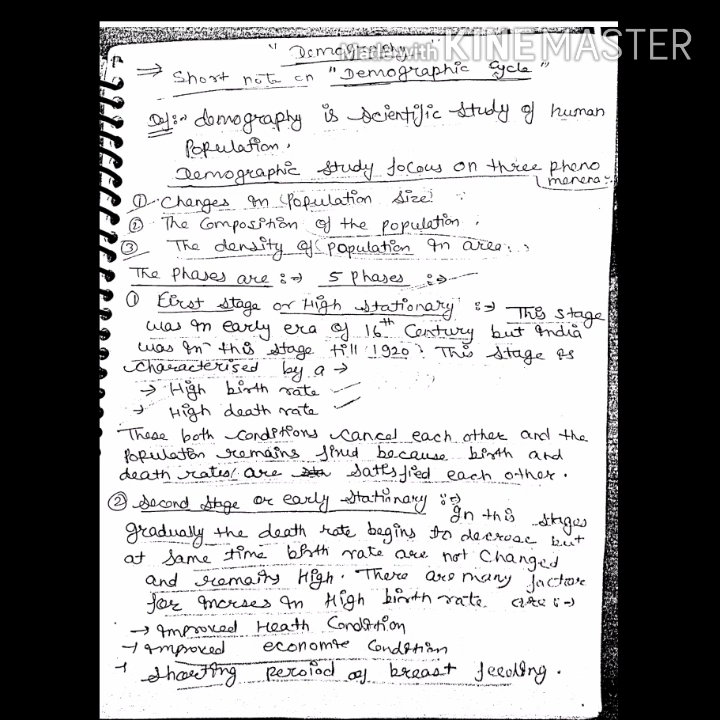 "Demography"
Made with KINEMASTER
⇒ Short note on "Demographic Cycle"
Def:- demography is scientific study of human
Population.
Demographic study focous on three pheno
menena:-
① Changes in Population size.
② The Composition of the population.
③ The density of population in area.
The Phases are :→ 5 phases :→
① First stage or High stationary :→ This stage
was in early era of 16th Century but India
was in this stage till 1920. This stage is
characterised by a →
→ High birth rate
→ High death rate
These both conditions cancel each other and the
population remains because birth and
death rates are satisfied each other.
② Second stage or early stationary :→
In this stages
gradually the death rate begins to decrease but
at same time birth rate are not changed
and remains High. There are many factor
for in High birth rate are :→
→ Improved Heath Condition
→ Improved economic Condition
→ period of breast feeding.